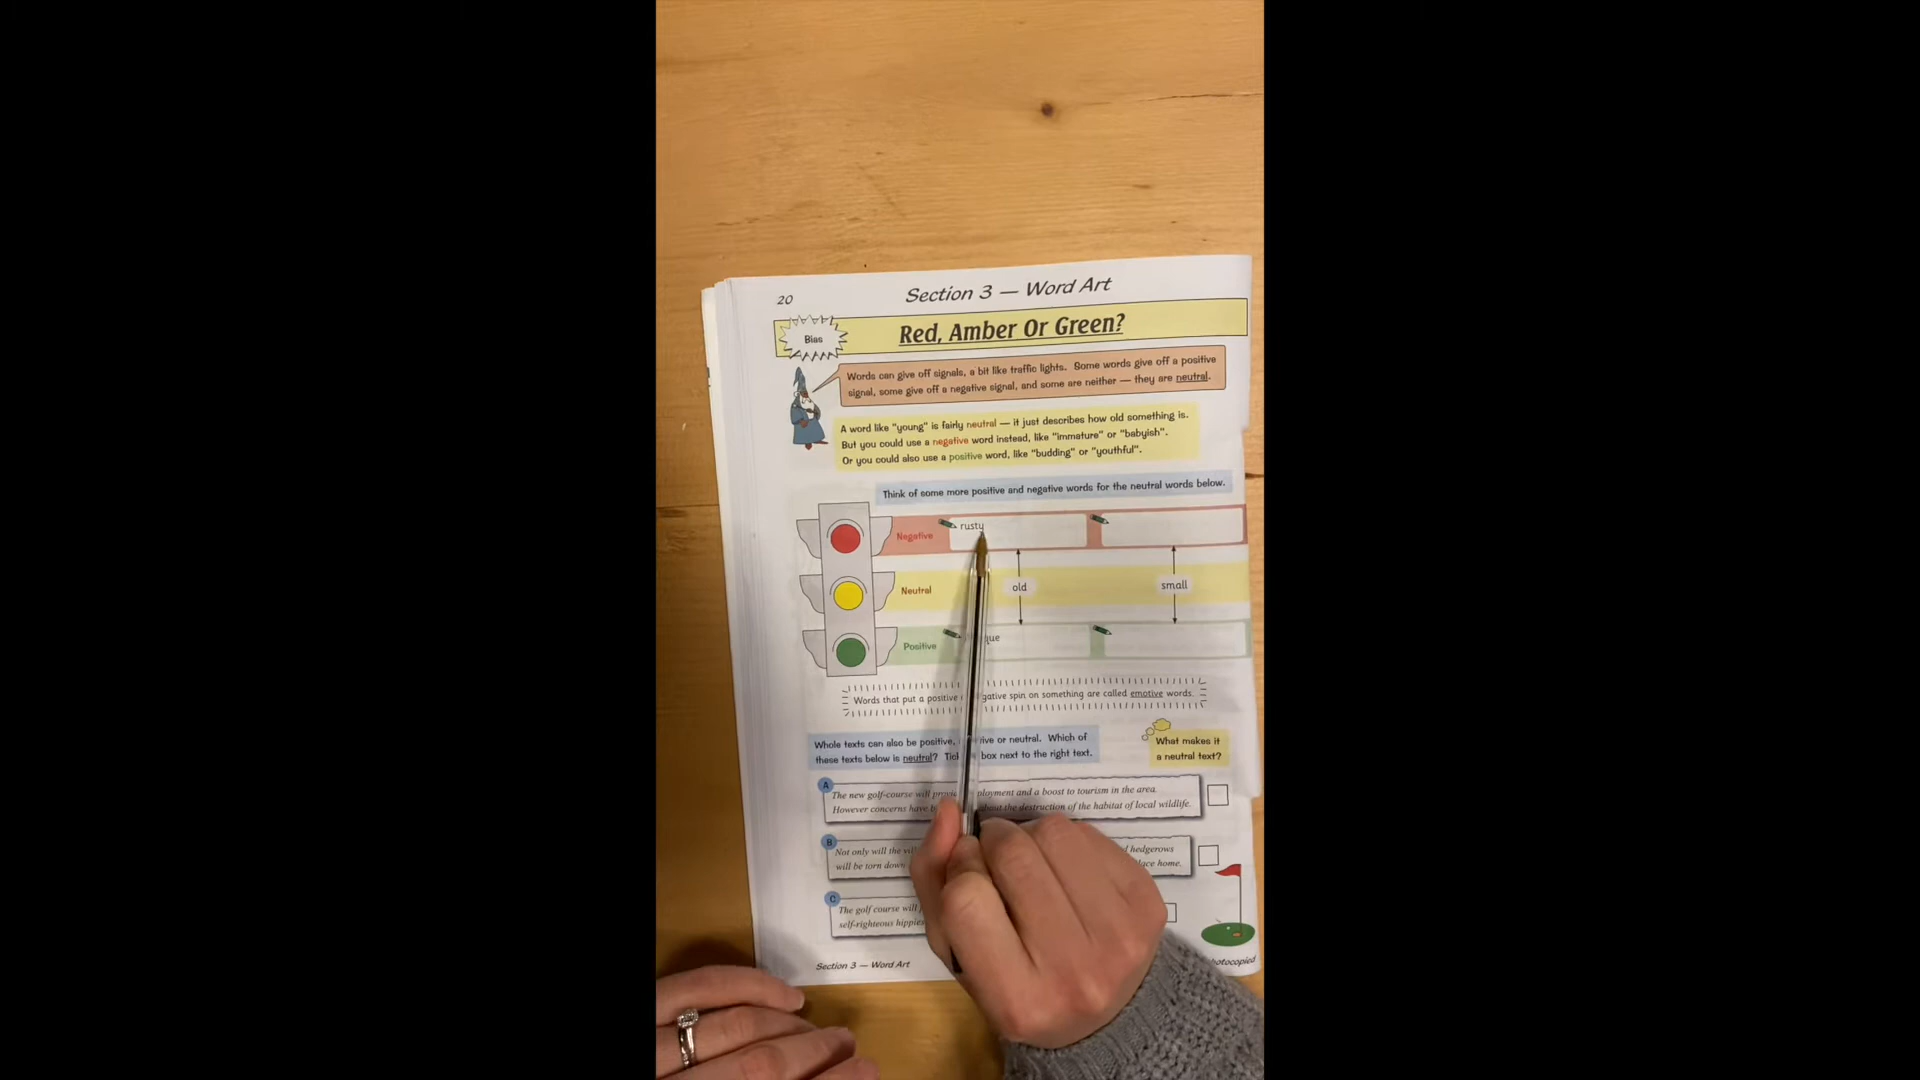 20
Section 3 — Word Art
Bias
Red, Amber Or Green?
Words can give off signals, a bit like traffic lights. Some words give off a positive
signal, some give off a negative signal, and some are neither — they are neutral.
A word like "young" is fairly neutral — it just describes how old something is.
But you could use a negative word instead, like "immature" or "babyish".
Or you could also use a positive word, like "budding" or "youthful".
Think of some more positive and negative words for the neutral words below.
Negative
rusty
Neutral
old
small
Positive
Words that put a positive spin on something are called emotive words.
Whole texts can also be positive, or neutral. Which of
these texts below is neutral? box next to the right text.
What makes it
a neutral text?
A
The new golf-course will and a boost to tourism in the area.
However concerns have about the destruction of the habitat of local wildlife.
B
Not only will the hedgerows
will be torn down home.
C
The golf course will
self-righteous hippies
Section 3 — Word Art